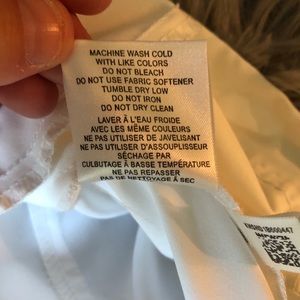 MACHINE WASH COLD
WITH LIKE COLORS
DO NOT BLEACH
DO NOT USE FABRIC SOFTENER
TUMBLE DRY LOW
DO NOT IRON
DO NOT DRY CLEAN
LAVER À L'EAU FROIDE
AVEC LES MÊME COULEURS
NE PAS UTILISER DE JAVELISANT
NE PAS UTILISER D'ASSOUPLISEUR
SÉCHAGE PAR
CULBUTAGE À BASSE TEMPÉRATURE
NE PAS REPASSER
PAS DE NETTOYAGE À SEC